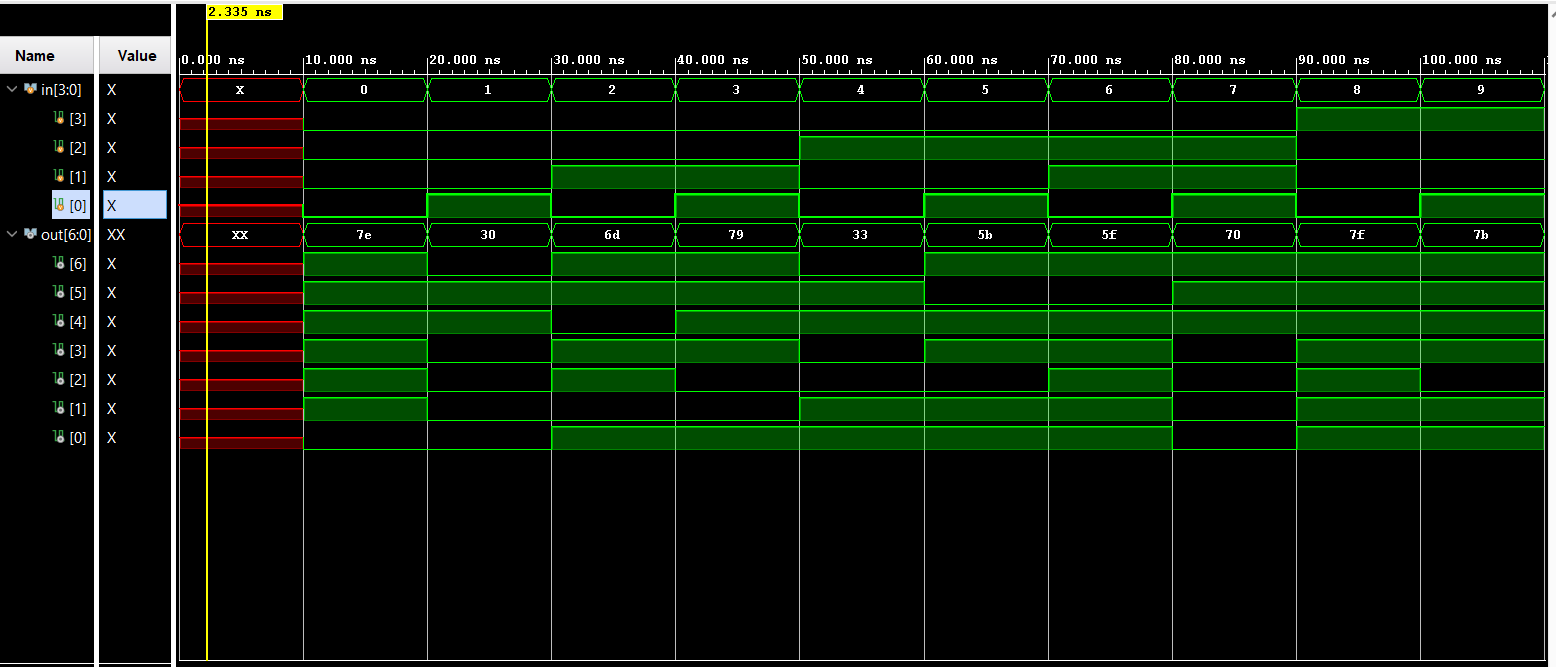 2.335 ns
Name Value
0.000 ns 10.000 ns 20.000 ns 30.000 ns 40.000 ns 50.000 ns 60.000 ns 70.000 ns 80.000 ns 90.000 ns 100.000 ns
in[3:0] X X 0 1 2 3 4 5 6 7 8 9
[3] X
[2] X
[1] X
[0] X
out[6:0] XX XX 7e 30 6d 79 33 5b 5f 70 7f 7b
[6] X
[5] X
[4] X
[3] X
[2] X
[1] X
[0] X